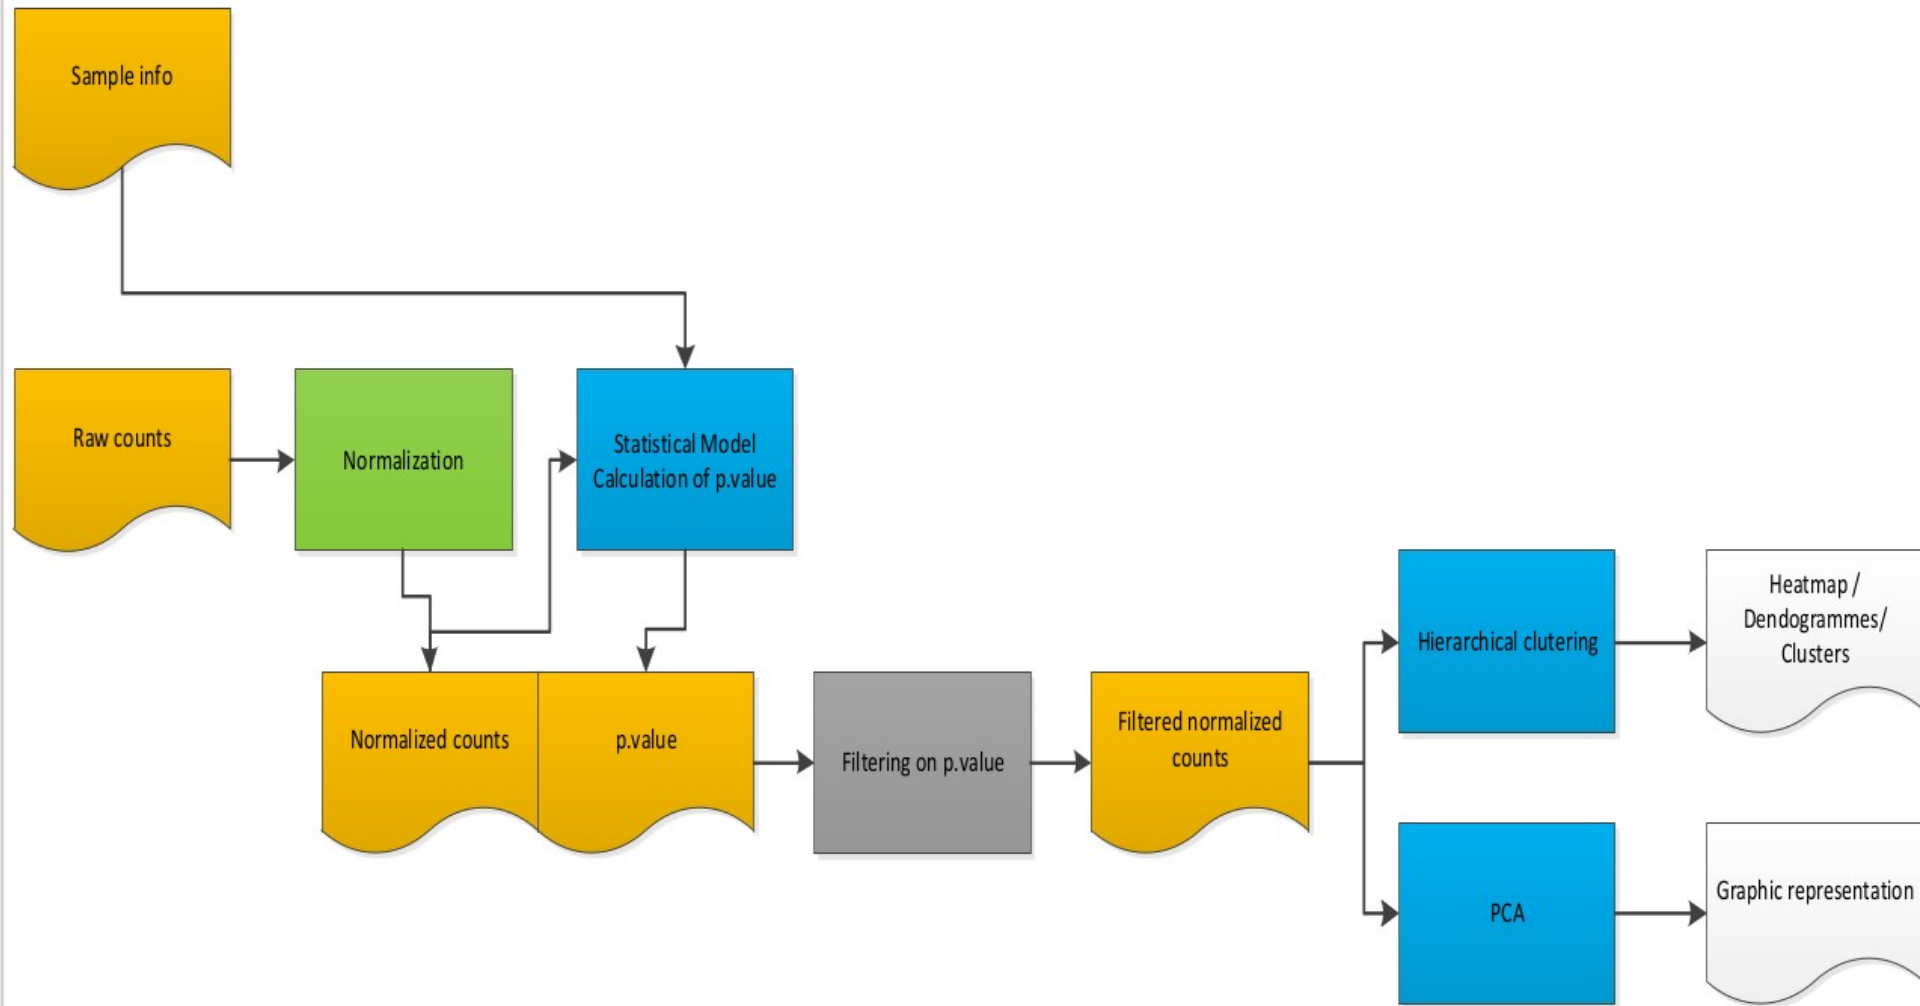 Sample info
Raw counts
Normalization
Statistical Model
Calculation of p.value
Normalized counts
p.value
Filtering on p.value
Filtered normalized
counts
Hierarchical clutering
Heatmap /
Dendogrammes/
Clusters
PCA
Graphic representation